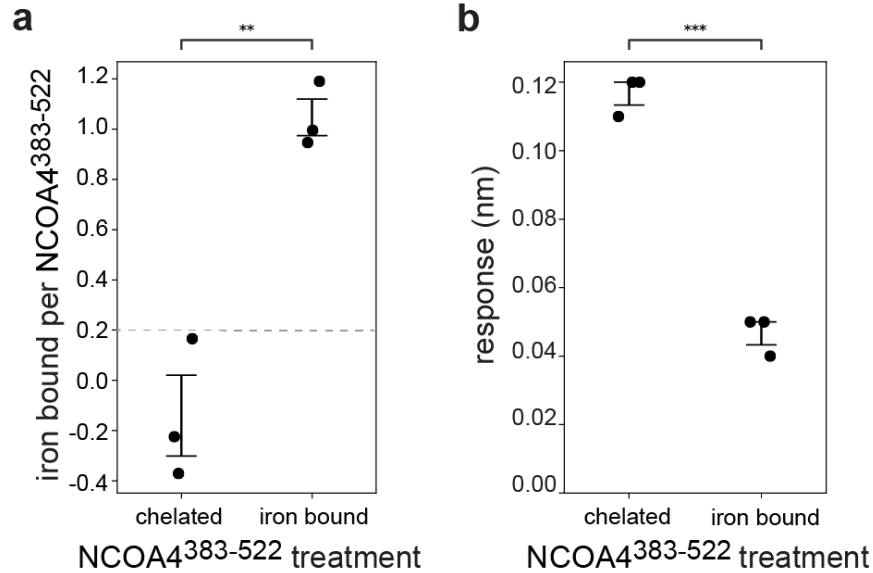 a
**
iron bound per NCOA4383-522
1.2
1.0
0.8
0.6
0.4
0.2
0.0
-0.2
-0.4
chelated iron bound
NCOA4383-522 treatment
b
***
response (nm)
0.12
0.10
0.08
0.06
0.04
0.02
0.00
chelated iron bound
NCOA4383-522 treatment